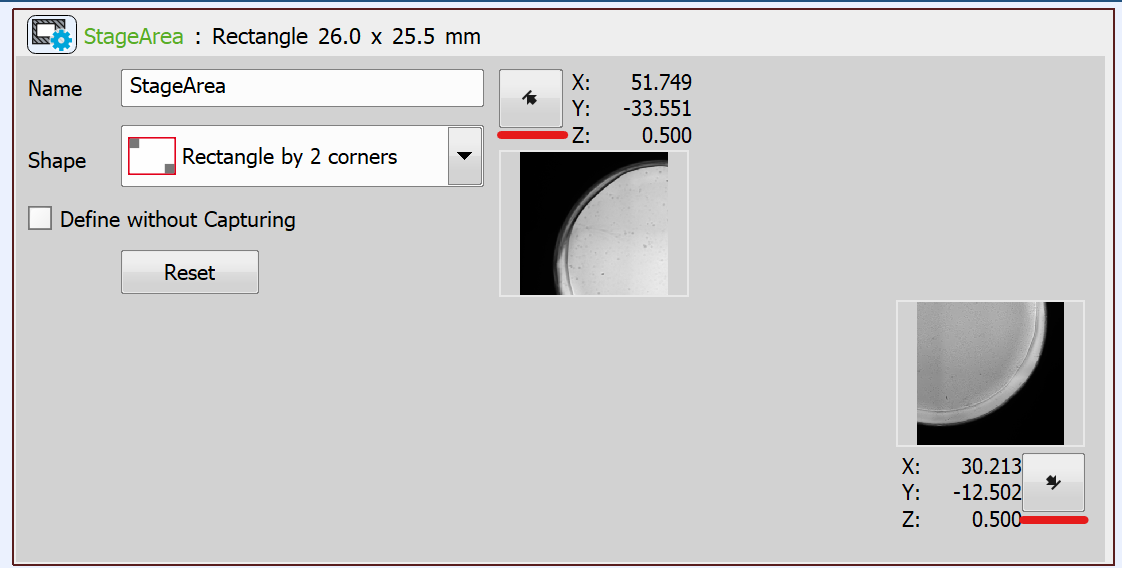 StageArea : Rectangle 26.0 x 25.5 mm
Name StageArea
X: 51.749
Y: -33.551
Z: 0.500
Shape Rectangle by 2 corners
Define without Capturing
Reset
X: 30.213
Y: -12.502
Z: 0.500